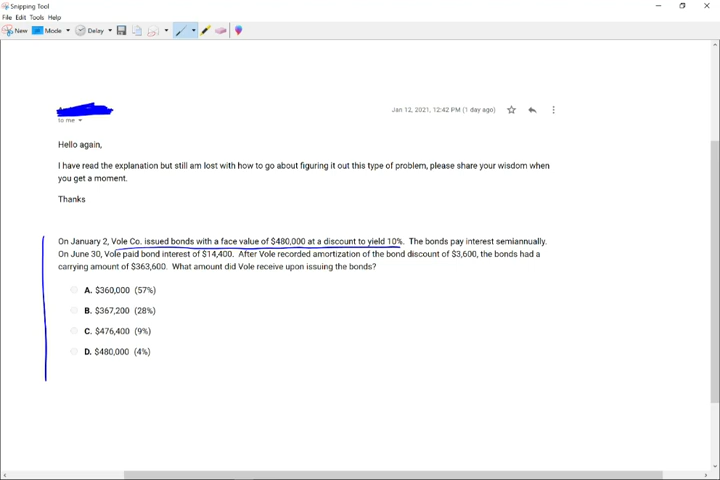 Snipping Tool
File Edit Tools Help
New Mode Delay
Jan 12, 2021, 12:42 PM (1 day ago)
to me
Hello again,
I have read the explanation but still am lost with how to go about figuring it out this type of problem, please share your wisdom when
you get a moment.
Thanks
On January 2, Vole Co. issued bonds with a face value of $480,000 at a discount to yield 10%. The bonds pay interest semiannually.
On June 30, Vole paid bond interest of $14,400. After Vole recorded amortization of the bond discount of $3,600, the bonds had a
carrying amount of $363,600. What amount did Vole receive upon issuing the bonds?
A. $360,000 (57%)
B. $367,200 (28%)
C. $476,400 (9%)
D. $480,000 (4%)